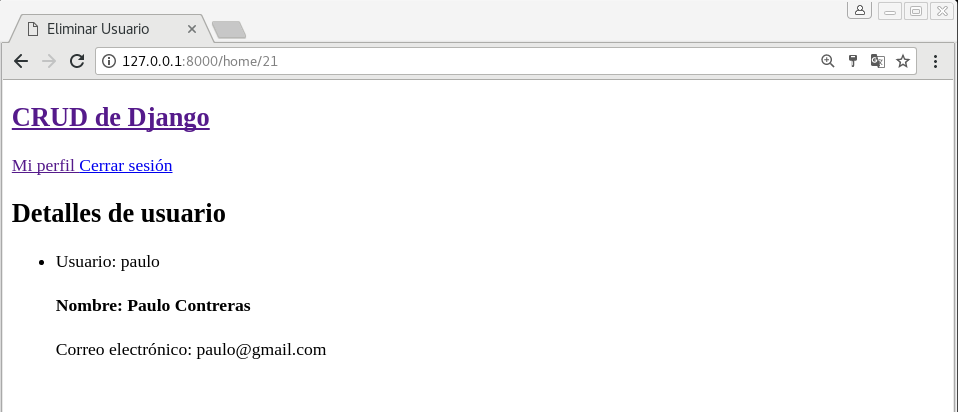 Eliminar Usuario
127.0.0.1:8000/home/21
CRUD de Django
Mi perfil Cerrar sesión
Detalles de usuario
Usuario: paulo
Nombre: Paulo Contreras
Correo electrónico: paulo@gmail.com